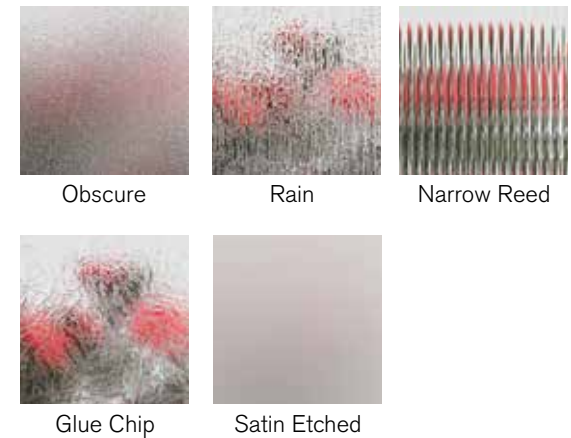 Obscure
Rain
Narrow Reed
Glue Chip
Satin Etched